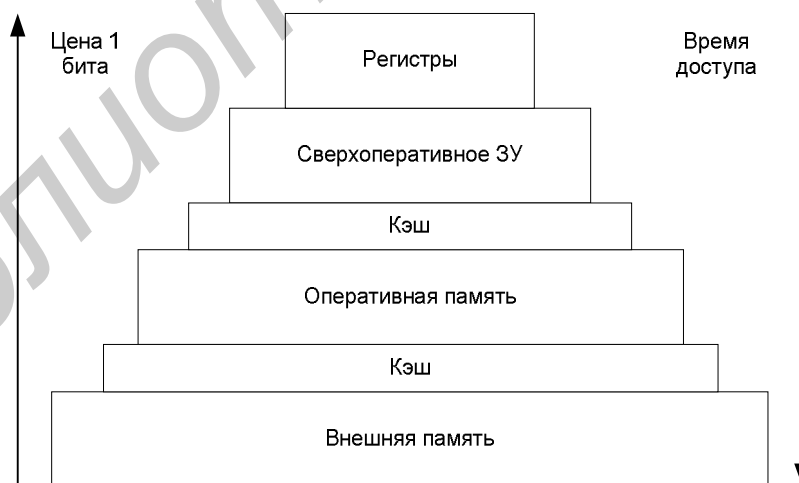 Цена 1
бита
Регистры
Время
доступа
Сверхоперативное ЗУ
Кэш
Оперативная память
Кэш
Внешняя память